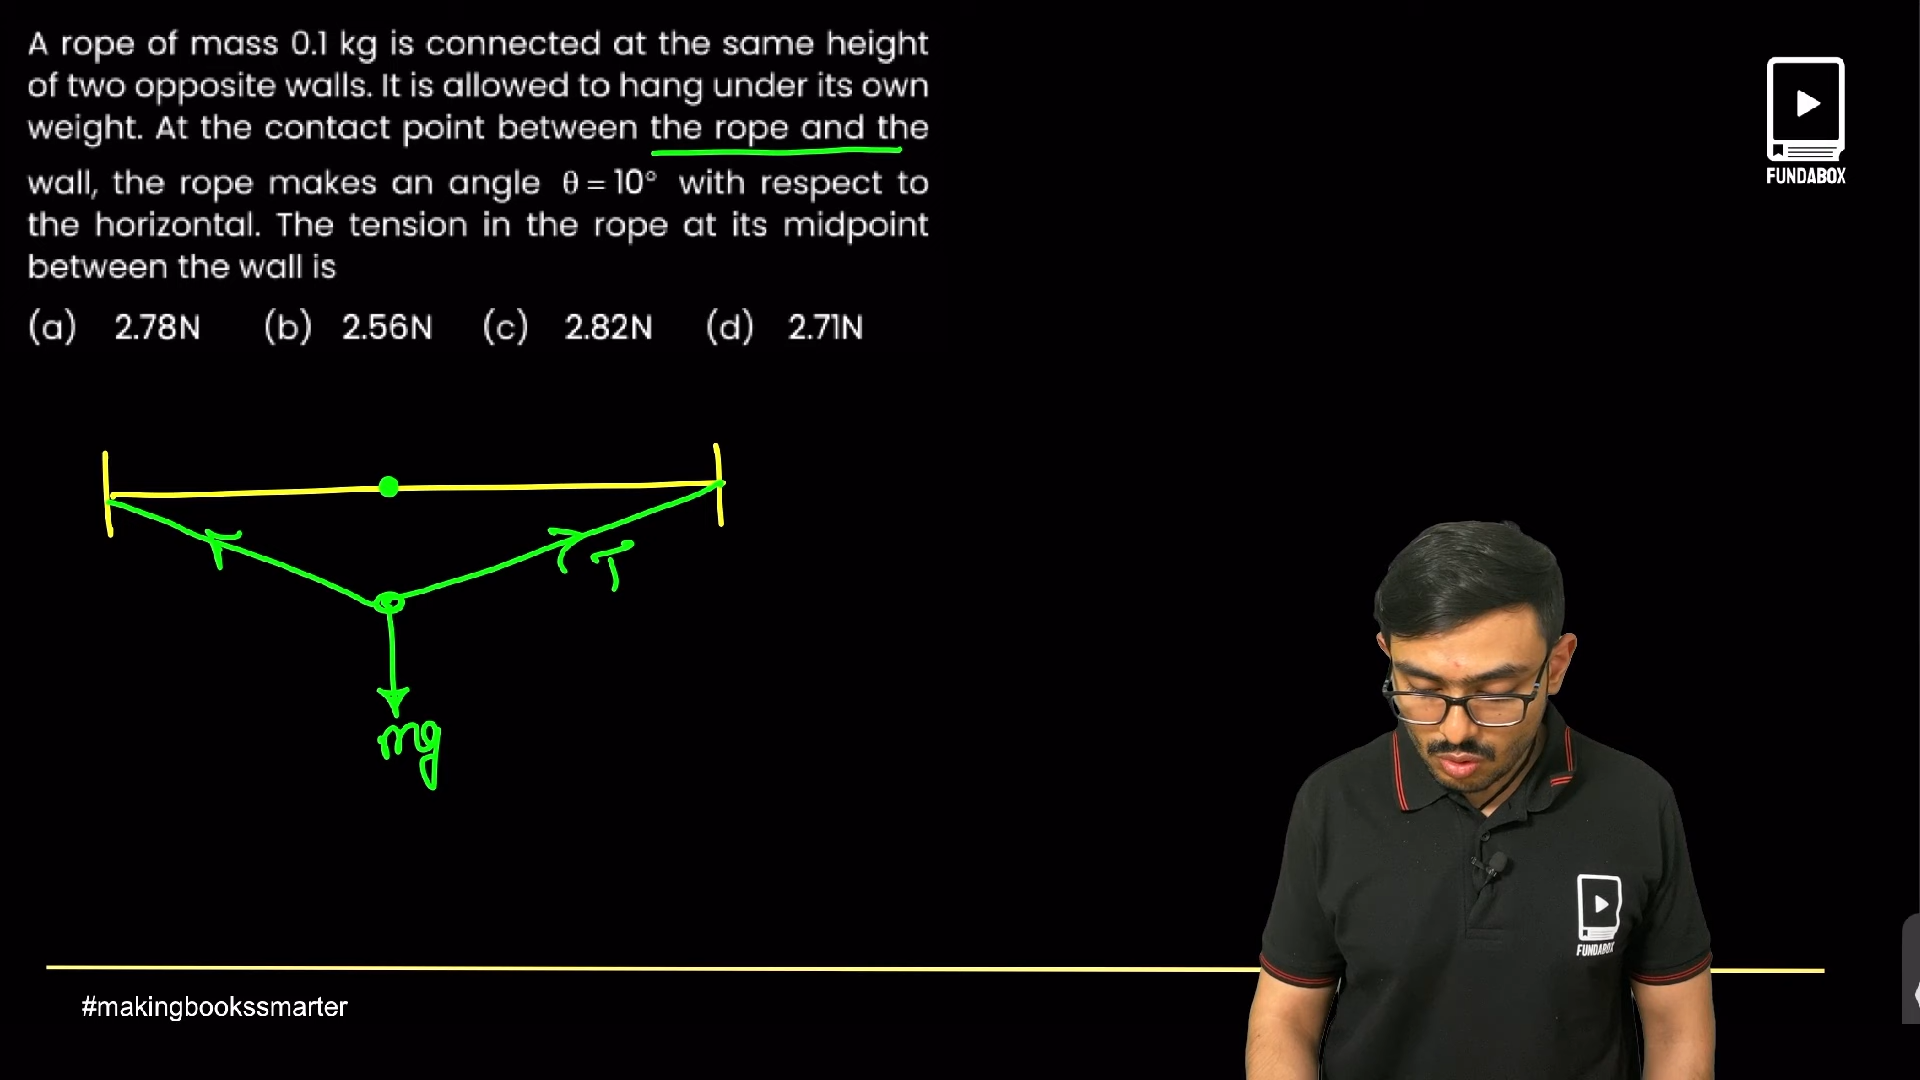 A rope of mass 0.1 kg is connected at the same height
of two opposite walls. It is allowed to hang under its own
weight. At the contact point between the rope and the
wall, the rope makes an angle θ = 10° with respect to
the horizontal. The tension in the rope at its midpoint
between the wall is
(a) 2.78N (b) 2.56N (c) 2.82N (d) 2.71N
FUNDABOX
T
mg
FUNDABOX
#makingbookssmarter